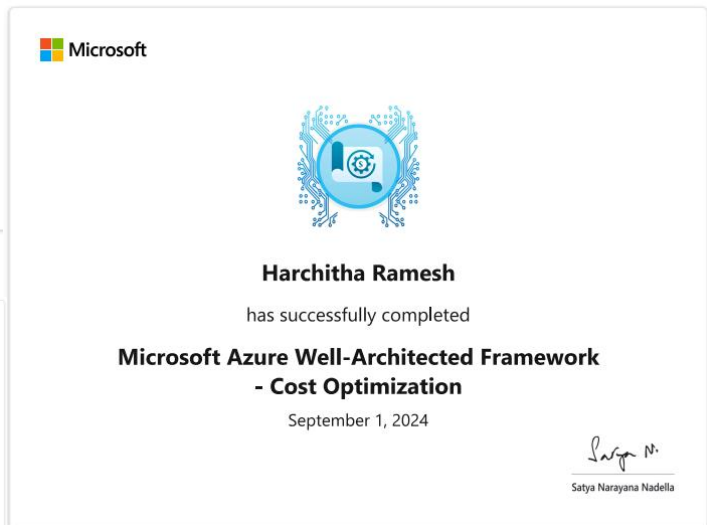 Microsoft
Harchitha Ramesh
has successfully completed
Microsoft Azure Well-Architected Framework
- Cost Optimization
September 1, 2024
Satya N.
Satya Narayana Nadella